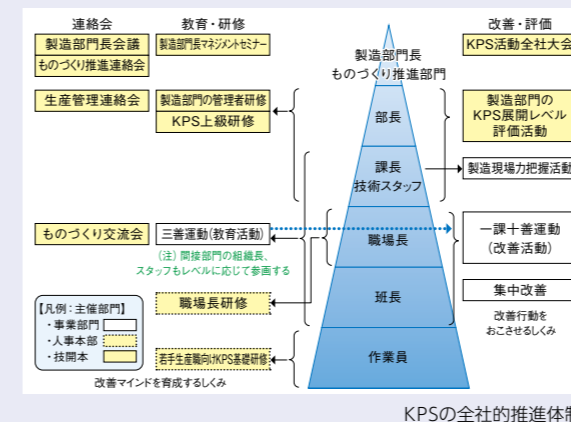 連絡会
教育・研修
改善・評価
製造部門長会議
製造部門長マネジメントセミナー
KPS活動全社大会
ものづくり推進連絡会
製造部門長
ものづくり推進部門
生産管理連絡会
製造部門の管理者研修
KPS上級研修
部長
製造部門の
KPS展開レベル
評価活動
課長
技術スタッフ
製造現場力把握活動
ものづくり交流会
三善運動(教育活動)
職場長
一課十善運動
(改善活動)
(注) 間接部門の組織長、
スタッフもレベルに応じて参画する
職場長研修
班長
集中改善
改善行動を
おこさせるしくみ
【凡例:主催部門】
・事業部門
・人事本部
・技開本
若手生産職向けKPS基礎研修
作業員
改善マインドを育成するしくみ
KPSの全社的推進体制